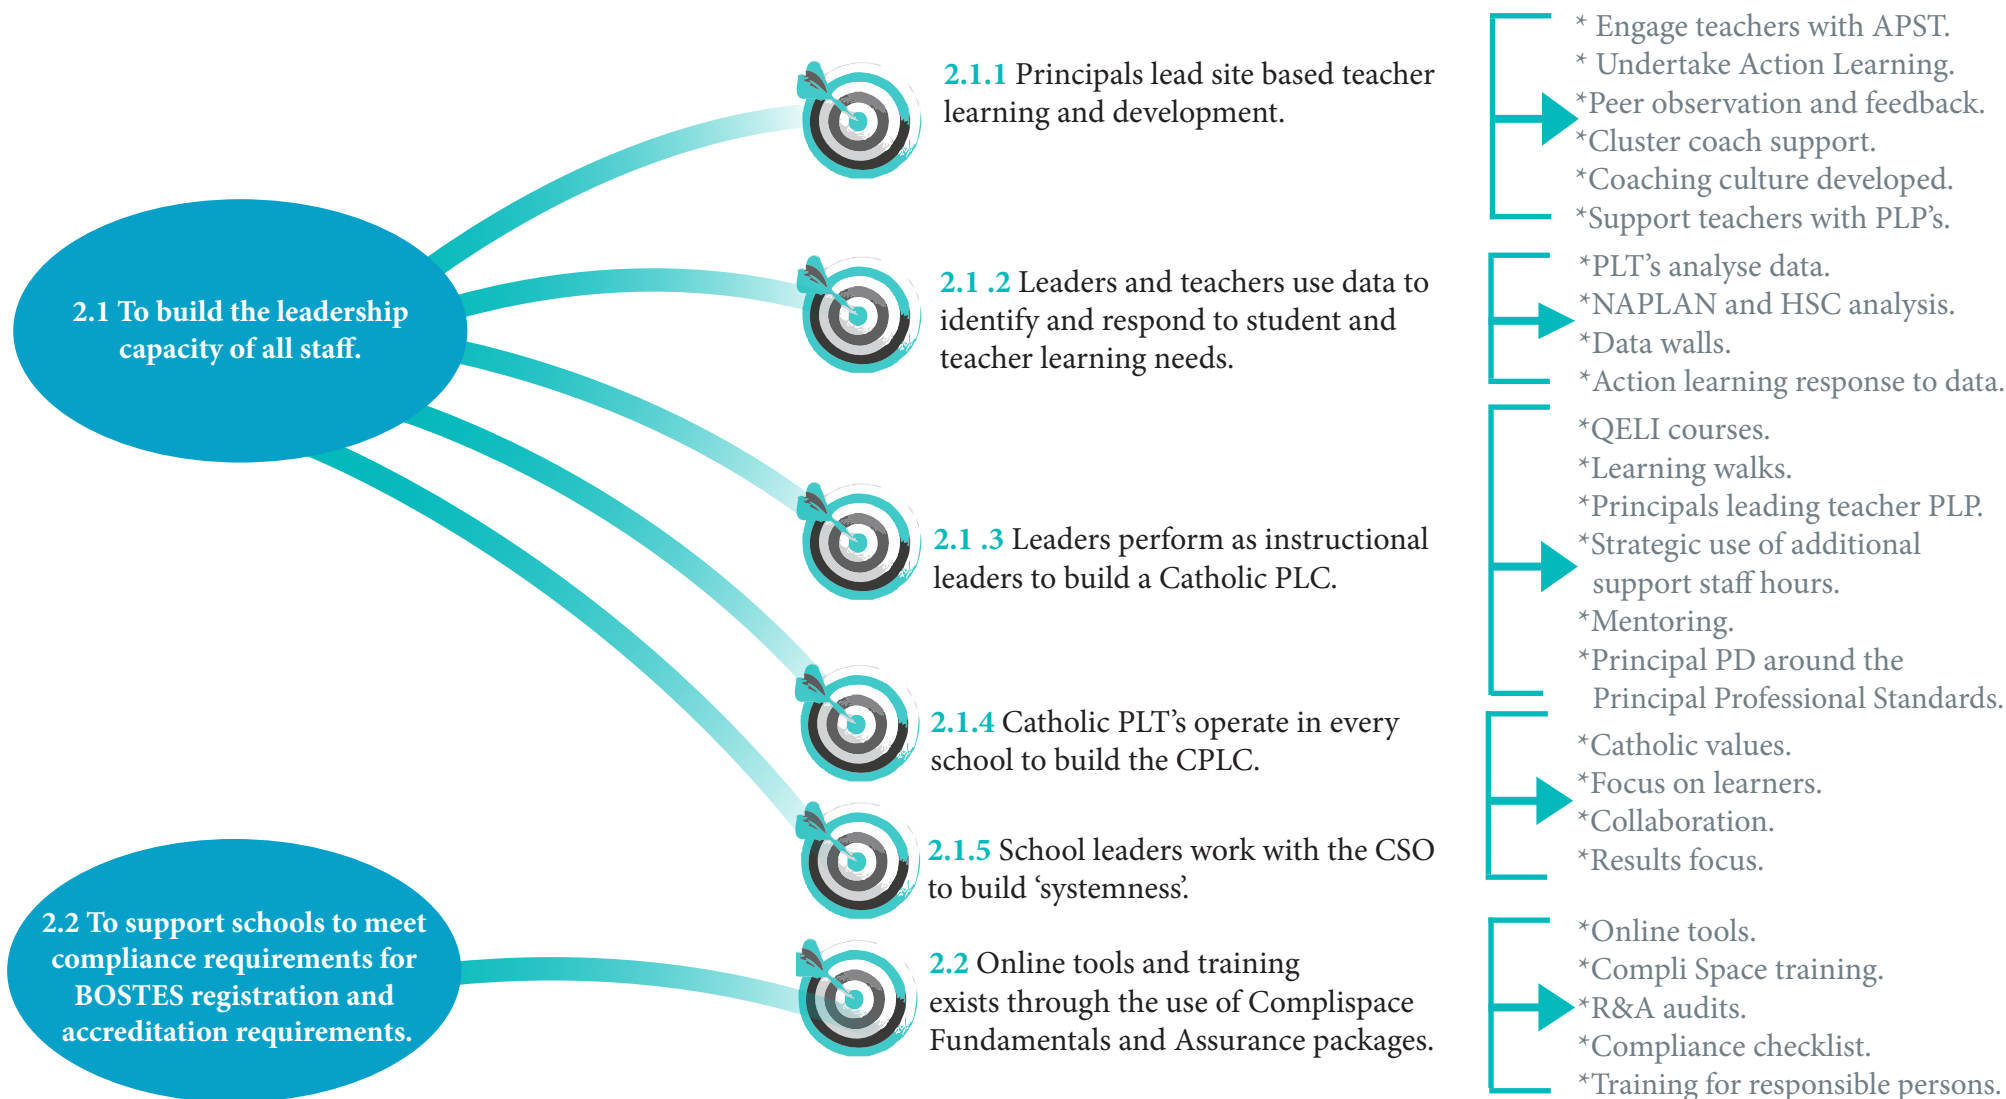 2.1 To build the leadership
capacity of all staff.
2.2 To support schools to meet
compliance requirements for
BOSTES registration and
accreditation requirements.
2.1.1 Principals lead site based teacher
learning and development.
2.1 .2 Leaders and teachers use data to
identify and respond to student and
teacher learning needs.
2.1 .3 Leaders perform as instructional
leaders to build a Catholic PLC.
2.1.4 Catholic PLT’s operate in every
school to build the CPLC.
2.1.5 School leaders work with the CSO
to build ‘systemness’.
2.2 Online tools and training
exists through the use of Complispace
Fundamentals and Assurance packages.
* Engage teachers with APST.
* Undertake Action Learning.
*Peer observation and feedback.
*Cluster coach support.
*Coaching culture developed.
*Support teachers with PLP’s.
*PLT’s analyse data.
*NAPLAN and HSC analysis.
*Data walls.
*Action learning response to data.
*QELI courses.
*Learning walks.
*Principals leading teacher PLP.
*Strategic use of additional
support staff hours.
*Mentoring.
*Principal PD around the
Principal Professional Standards.
*Catholic values.
*Focus on learners.
*Collaboration.
*Results focus.
*Online tools.
*Compli Space training.
*R&A audits.
*Compliance checklist.
*Training for responsible persons.